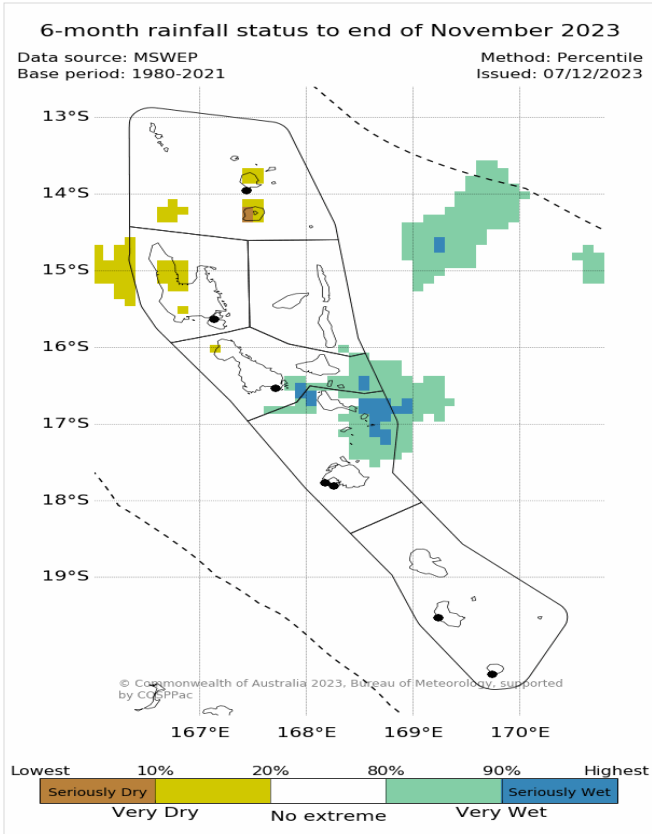 6-month rainfall status to end of November 2023
Data source: MSWEP
Method: Percentile
Base period: 1980-2021
Issued: 07/12/2023
13°S
14°S
15°S
16°S
17°S
18°S
19°S
© Commonwealth of Australia 2023, Bureau of Meteorology, supported
by COSPPac
167°E 168°E 169°E 170°E
Lowest 10% 20% 80% 90% Highest
Seriously Dry
Seriously Wet
Very Dry No extreme Very Wet